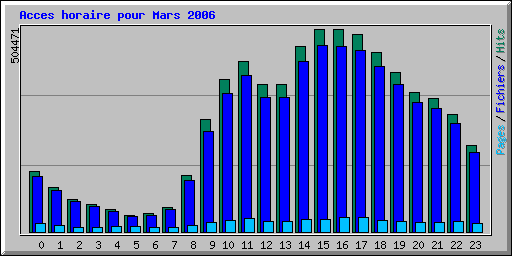 Acces horaire pour Mars 2006
504471
Pages / Fichiers / Hits
0 1 2 3 4 5 6 7 8 9 10 11 12 13 14 15 16 17 18 19 20 21 22 23